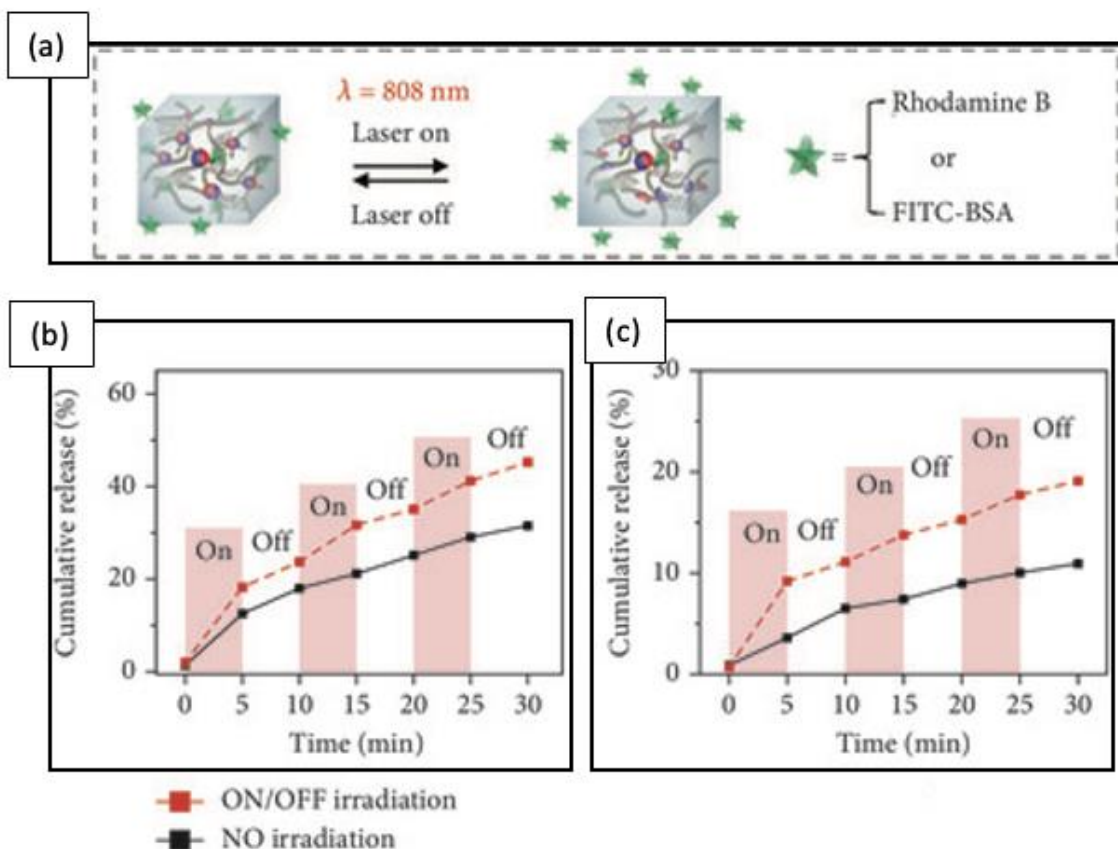 (a)
λ = 808 nm
Laser on
Laser off
=
Rhodamine B
or
FITC-BSA
(b)
Cumulative release (%)
60
40
20
0
On
Off
On
Off
On
Off
0 5 10 15 20 25 30
Time (min)
(c)
Cumulative release (%)
30
20
10
0
On
Off
On
Off
On
Off
0 5 10 15 20 25 30
Time (min)
ON/OFF irradiation
NO irradiation